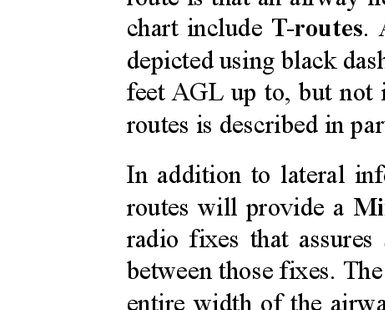 route is that an airway
chart include T-routes.
depicted using black dash
feet AGL up to, but not
routes is described in par
In addition to lateral inf
routes will provide a Mi
radio fixes that assures
between those fixes. The
entire width of the airwa